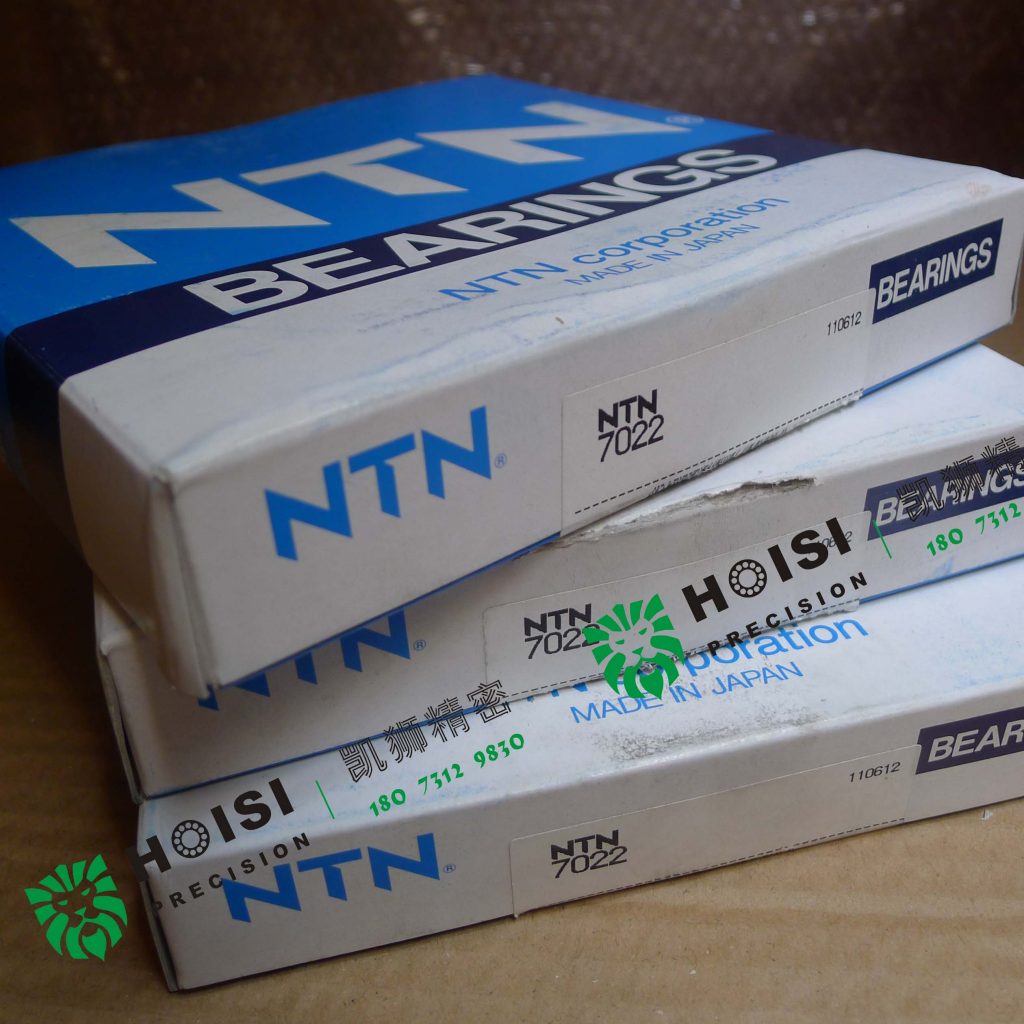 NTN®
BEARINGS
NTN corporation
MADE IN JAPAN
BEARINGS
110612
NTN
7022
NTN®
BEARINGS
凯狮精
180 7312
HOISI
PRECISION
NTN
7022
NTN®
corporation
MADE IN JAPAN
凯狮精密
180 7312 9830
HOISI
PRECISION
BEAR
110612
NTN
7022
NTN®